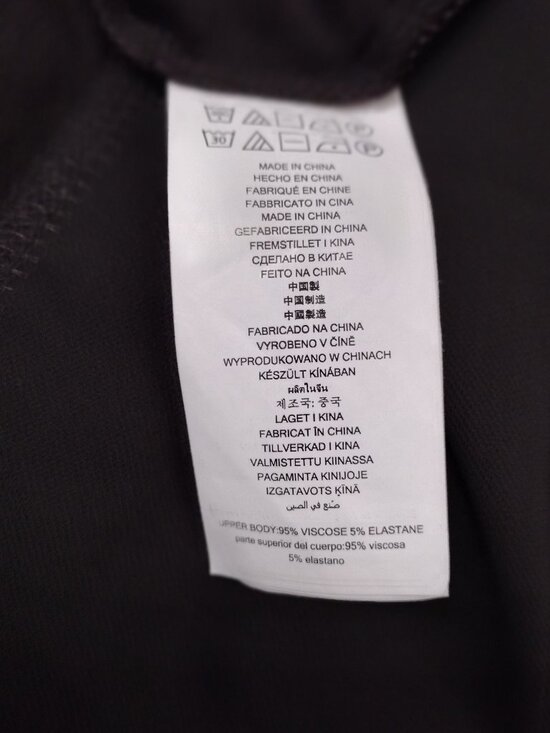 30
P
MADE IN CHINA
HECHO EN CHINA
FABRIQUÉ EN CHINE
FABBRICATO IN CINA
MADE IN CHINA
GEFABRICEERD IN CHINA
FREMSTILLET I KINA
СДЕЛАНО В КИТАЕ
FEITO NA CHINA
中国製
中国制造
中國製造
FABRICADO NA CHINA
VYROBENO V ČÍNĚ
WYPRODUKOWANO W CHINACH
KÉSZÜLT KÍNÁBAN
ผลิตในจีน
제조국: 중국
LAGET I KINA
FABRICAT ÎN CHINA
TILLVERKAD I KINA
VALMISTETTU KIINASSA
PAGAMINTA KINIJOJE
IZGATAVOTS ĶĪNĀ
صنع في الصين
UPPER BODY:95% VISCOSE 5% ELASTANE
parte superior del cuerpo:95% viscosa
5% elastano